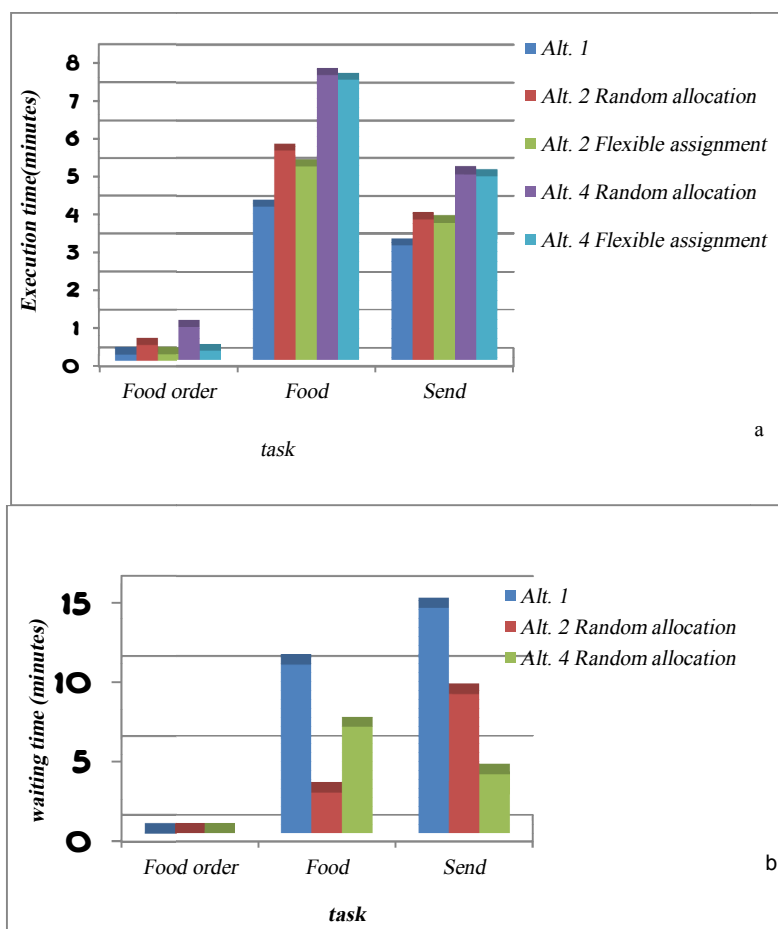 8
7
6
5
4
3
2
1
0
Execution time(minutes)
Food order
Food
Send
task
Alt. 1
Alt. 2 Random allocation
Alt. 2 Flexible assignment
Alt. 4 Random allocation
Alt. 4 Flexible assignment
a
15
10
5
0
waiting time (minutes)
Food order
Food
Send
task
Alt. 1
Alt. 2 Random allocation
Alt. 4 Random allocation
b